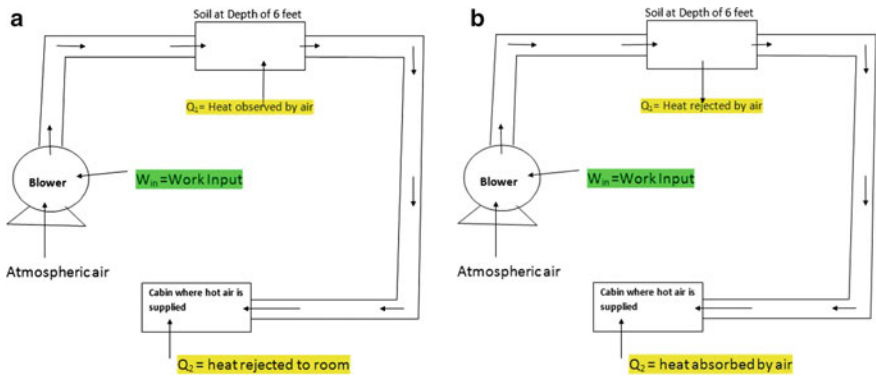 a
Soil at Depth of 6 feet
Q₁= Heat observed by air
Blower
Wᵢₙ =Work Input
Atmospheric air
Cabin where hot air is
supplied
Q₂ = heat rejected to room
b
Soil at Depth of 6 feet
Q₁= Heat rejected by air
Blower
Wᵢₙ =Work Input
Atmospheric air
Cabin where hot air is
supplied
Q₂ = heat absorbed by air